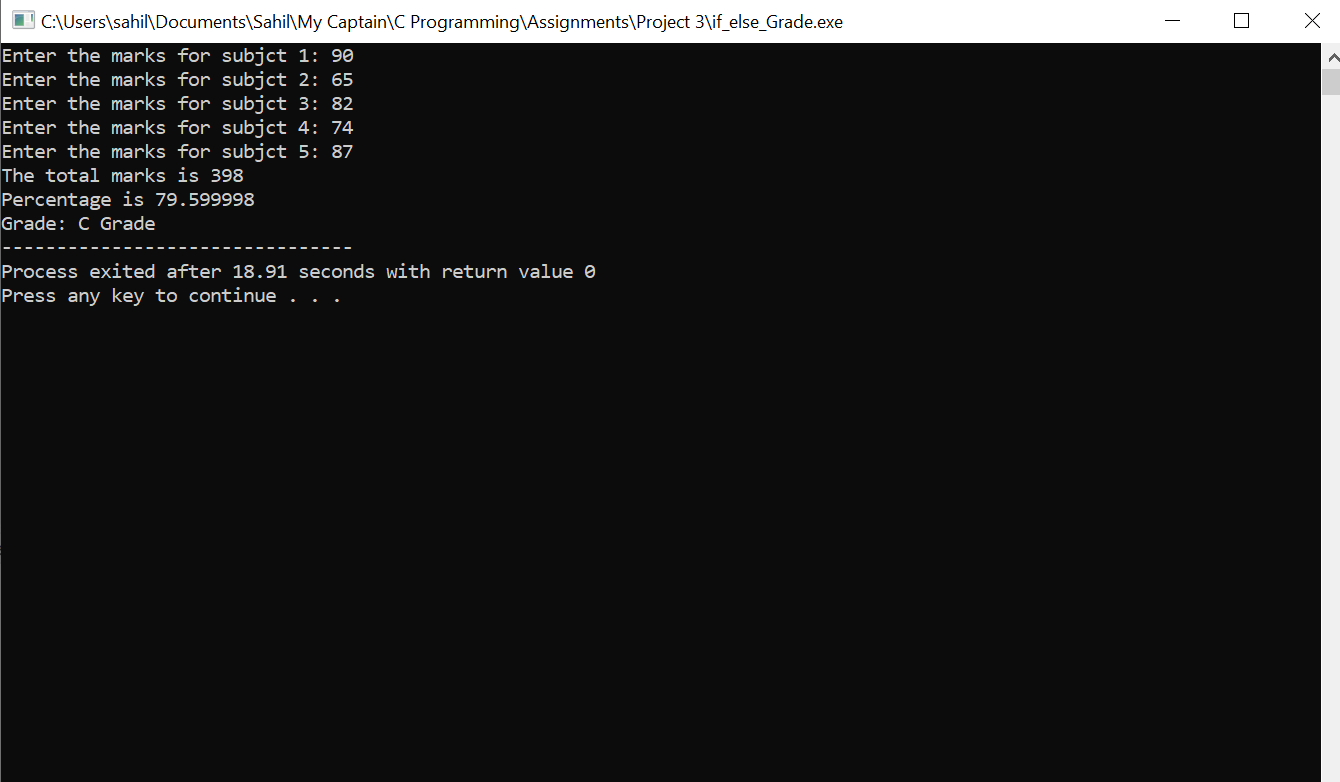 C:\Users\sahil\Documents\Sahil\My Captain\C Programming\Assignments\Project 3\if_else_Grade.exe
Enter the marks for subjct 1: 90
Enter the marks for subjct 2: 65
Enter the marks for subjct 3: 82
Enter the marks for subjct 4: 74
Enter the marks for subjct 5: 87
The total marks is 398
Percentage is 79.599998
Grade: C Grade
--------------------------------
Process exited after 18.91 seconds with return value 0
Press any key to continue . . .